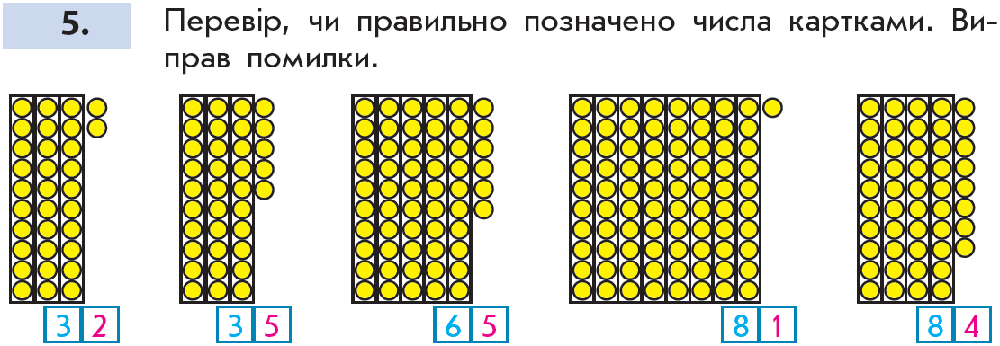 5. Перевір, чи правильно позначено числа картками. Ви-
прав помилки.
3 2 3 5 6 5 8 1 8 4